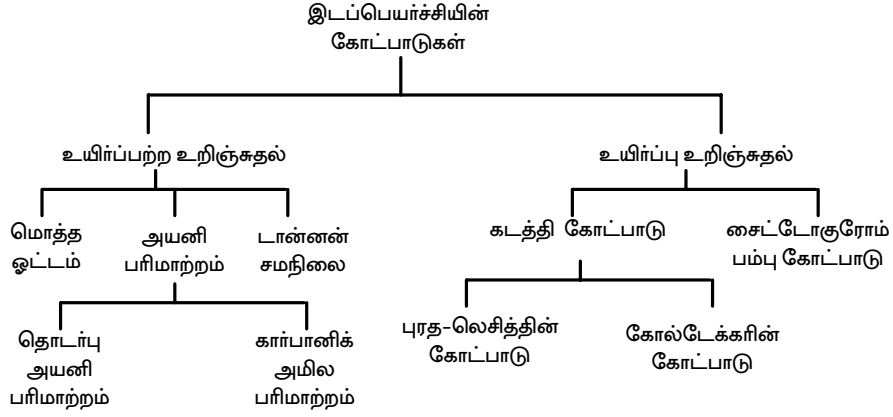 இடப்பெயர்ச்சியின்
கோட்பாடுகள்
உயிர்ப்பற்ற உறிஞ்சுதல்
உயிர்ப்பு உறிஞ்சுதல்
மொத்த
ஓட்டம்
அயனி
பரிமாற்றம்
டான்னன்
சமநிலை
கடத்தி கோட்பாடு
சைட்டோகுரோம்
பம்பு கோட்பாடு
தொடர்பு
அயனி
பரிமாற்றம்
கார்பானிக்
அமில
பரிமாற்றம்
புரத-லெசித்தின்
கோட்பாடு
கோல்டேக்கரின்
கோட்பாடு